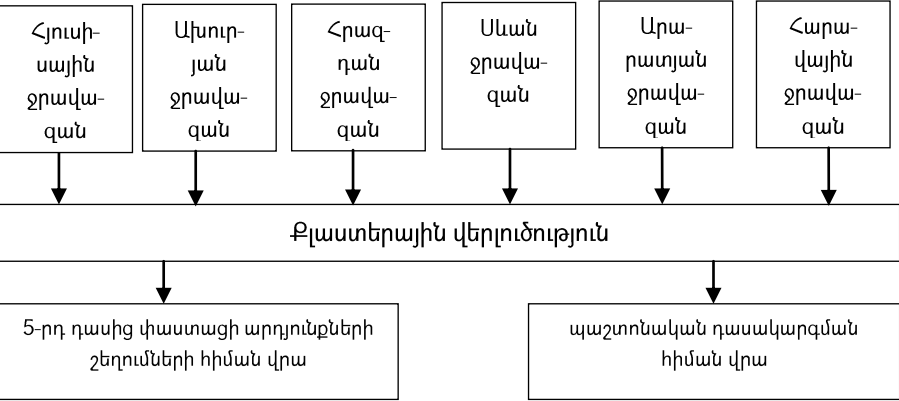 Հյուսի-
սային
ջրավա-
զան
Ախուր-
յան
ջրավա-
զան
Հրազ-
դան
ջրավա-
զան
Սևան
ջրավա-
զան
Արա-
րատյան
ջրավա-
զան
Հարա-
վային
ջրավա-
զան
Քլաստերային վերլուծություն
5-րդ դասից փաստացի արդյունքների
շեղումների հիման վրա
պաշտոնական դասակարգման
հիման վրա